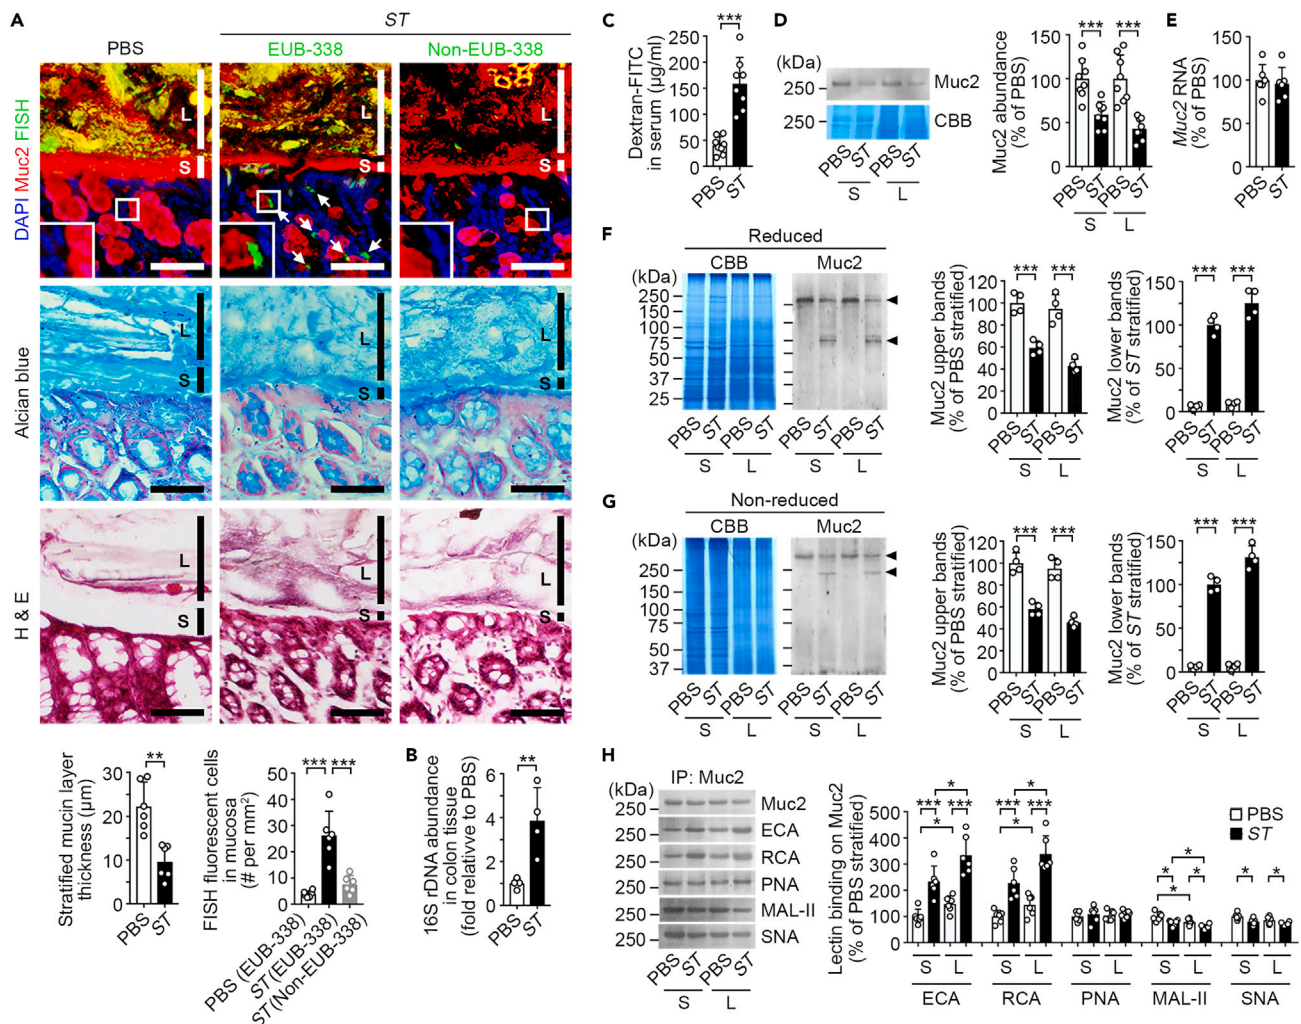 A
ST
PBS
EUB-338
Non-EUB-338
DAPI Muc2 FISH
L
S
L
S
L
S
Alcian blue
L
S
L
S
L
S
H & E
L
S
L
S
L
S
Stratified mucin layer
thickness (μm)
30
20
10
0
**
PBS
ST
FISH fluorescent cells
in mucosa
(# per mm²)
50
40
30
20
10
0
*** ***
PBS (EUB-338)
ST (EUB-338)
ST (Non-EUB-338)
B
16S rDNA abundance
in colon tissue
(fold relative to PBS)
6
4
2
0
**
PBS
ST
C
Dextran-FITC
in serum (μg/ml)
250
200
150
100
50
0
***
PBS
ST
D
(kDa)
250
Muc2
250
CBB
PBS ST PBS ST
S L
Muc2 abundance
(% of PBS)
150
100
50
0
*** ***
PBS ST PBS ST
S L
E
Muc2 RNA
(% of PBS)
150
100
50
0
PBS
ST
F
Reduced
(kDa)
CBB
Muc2
250
150
100
75
50
37
25
PBS ST PBS ST PBS ST PBS ST
S L S L
Muc2 upper bands
(% of PBS stratified)
120
100
80
60
40
20
0
*** ***
PBS ST PBS ST
S L
Muc2 lower bands
(% of ST stratified)
150
100
50
0
*** ***
PBS ST PBS ST
S L
G
Non-reduced
(kDa)
CBB
Muc2
250
150
100
75
50
37
PBS ST PBS ST PBS ST PBS ST
S L S L
Muc2 upper bands
(% of PBS stratified)
120
100
80
60
40
20
0
*** ***
PBS ST PBS ST
S L
Muc2 lower bands
(% of ST stratified)
150
100
50
0
*** ***
PBS ST PBS ST
S L
H
IP: Muc2
(kDa)
250 Muc2
250 ECA
250 RCA
250 PNA
250 MAL-II
250 SNA
PBS ST PBS ST
S L
Lectin binding on Muc2
(% of PBS stratified)
500
400
300
200
100
0
* *
*** *** *** ***
* *
*
* *
*
* *
PBS
ST
S L S L S L S L S L
ECA RCA PNA MAL-II SNA